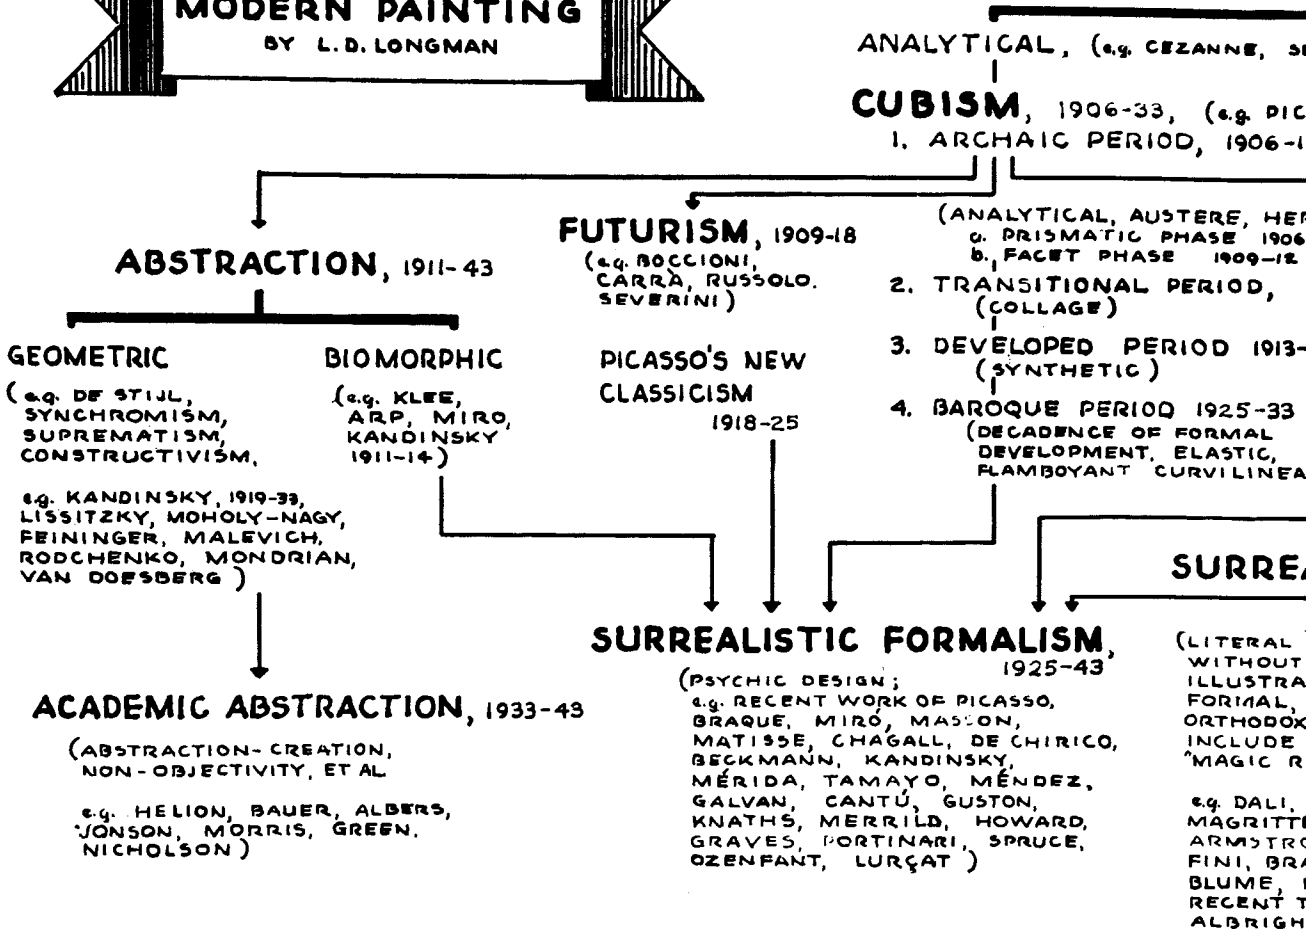 MODERN PAINTING
BY L.D. LONGMAN
ANALYTICAL, (e.g. CEZANNE,
CUBISM, 1906-33, (e.g.
1. ARCHAIC PERIOD,
(ANALYTICAL, AUSTERE,
a. PRISMATIC PHASE 1906
b. FACET PHASE 1909-12
2. TRANSITIONAL PERIOD,
(COLLAGE)
3. DEVELOPED PERIOD 1913-
(SYNTHETIC)
4. BAROQUE PERIOD 1925-33
(DECADENCE OF FORMAL
DEVELOPMENT, ELASTIC,
FLAMBOYANT
FUTURISM, 1909-18
(e.g. BOCCIONI,
CARRÀ, RUSSOLO.
SEVERINI)
PICASSO'S NEW
CLASSICISM
1918-25
ABSTRACTION, 1911-43
GEOMETRIC
(e.g. DE STIJL,
SYNCHROMISM,
SUPREMATISM,
CONSTRUCTIVISM,
e.g. KANDINSKY, 1919-33,
LISSITZKY, MOHOLY-NAGY,
FEININGER, MALEVICH,
RODCHENKO, MONDRIAN,
VAN DOESBERG)
BIOMORPHIC
(e.g. KLEE,
ARP, MIRO,
KANDINSKY
1911-14)
ACADEMIC ABSTRACTION, 1933-43
(ABSTRACTION-CREATION,
NON-OBJECTIVITY, ET AL
e.g. HELION, BAUER, ALBERS,
JONSON, MORRIS, GREEN,
NICHOLSON)
SURREALISTIC FORMALISM,
1925-43
(PSYCHIC DESIGN;
e.g. RECENT WORK OF PICASSO,
BRAQUE, MIRÓ, MASSON,
MATISSE, CHAGALL, DE CHIRICO,
BECKMANN, KANDINSKY,
MÉRIDA, TAMAYO, MÉNDEZ,
GALVAN, CANTÚ, GUSTON,
KNATHS, MERRILD, HOWARD,
GRAVES, PORTINARI, SPRUCE,
OZENFANT, LURÇAT)
(LITERAL
WITHOUT
FORMAL,
ORTHODOX
INCLUDE
"MAGIC
e.g. DALI,
FINI,
BLUME,
RECENT